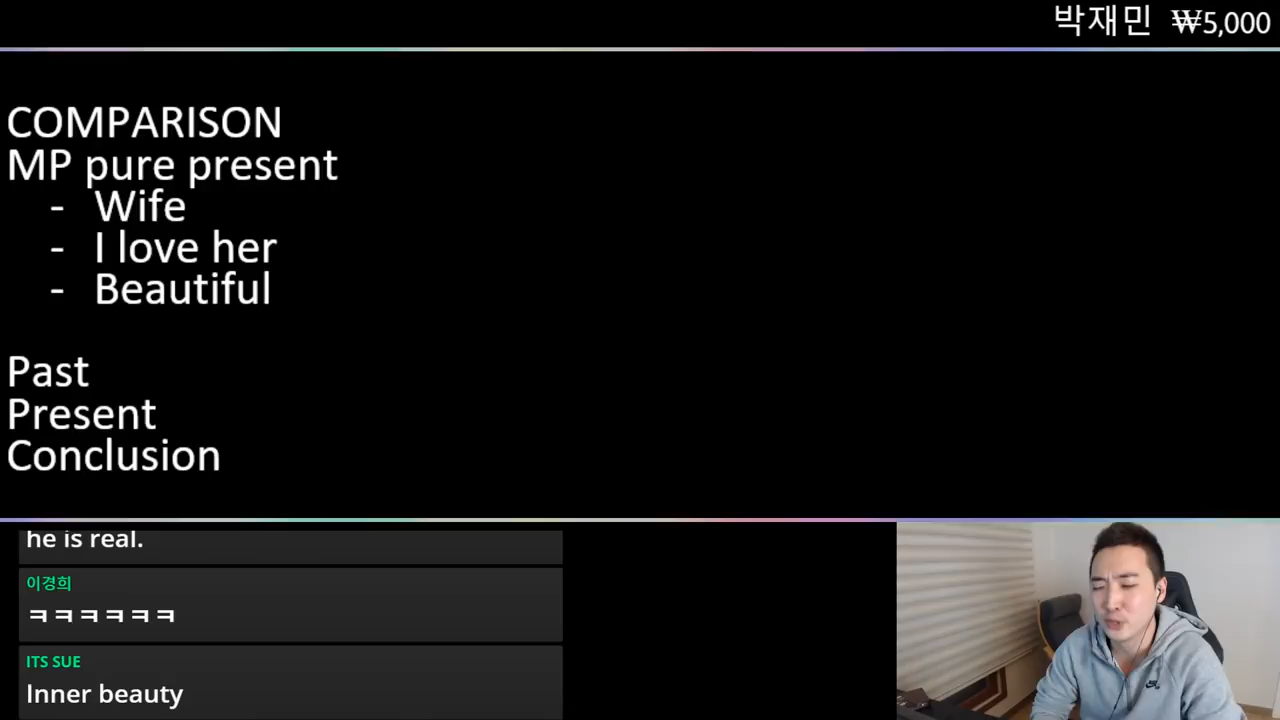 박재민 ₩5,000
COMPARISON
MP pure present
- Wife
- I love her
- Beautiful
Past
Present
Conclusion
he is real.
이경희
ㅋㅋㅋㅋㅋㅋ
ITS SUE
Inner beauty